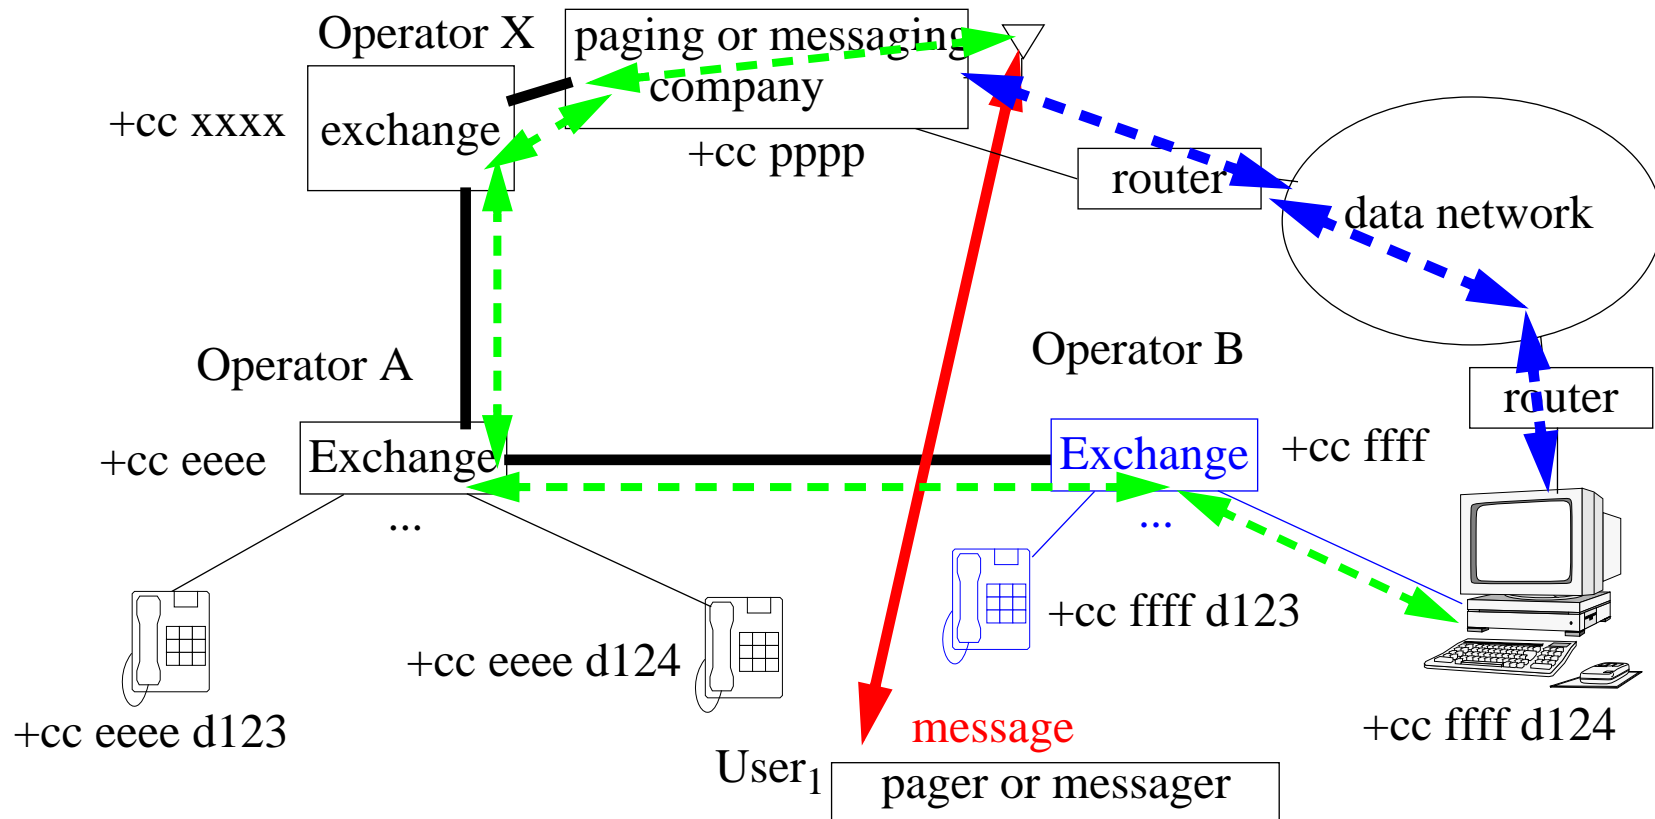 Operator X
paging or messaging
company
+cc xxxx
exchange
+cc pppp
router
data network
Operator A
Operator B
router
+cc eeee
Exchange
Exchange
+cc ffff
...
...
+cc ffff d123
+cc eeee d124
+cc eeee d123
+cc ffff d124
message
User1
pager or messager